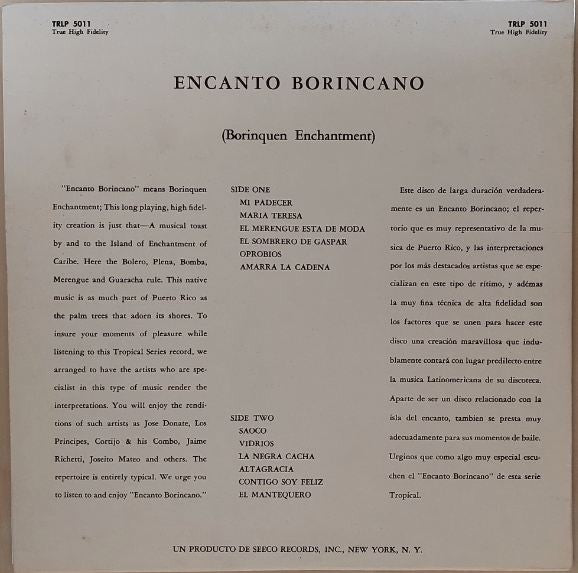 TRLP 5011
True High Fidelity
TRLP 5011
True High Fidelity
ENCANTO BORINCANO
(Borinquen Enchantment)
"Encanto Borincano" means Borinquen
Enchantment; This long playing, high fidel-
ity creation is just that—A musical toast
by and to the Island of Enchantment of
Caribe. Here the Bolero, Plena, Bomba,
Merengue and Guaracha rule. This native
music is as much part of Puerto Rico as
the palm trees that adorn its shores. To
insure your moments of pleasure while
listening to this Tropical Series record, we
arranged to have the artists who are spe-
cialist in this type of music render the
interpretations. You will enjoy the rendi-
tions of such artists as Jose Donate, Los
Principes, Cortijo & his Combo, Jaime
Richetti, Joseito Mateo and others. The
repertoire is entirely typical. We urge you
to listen to and enjoy "Encanto Borincano."
SIDE ONE
MI PADECER
MARIA TERESA
EL MERENGUE ESTA DE MODA
EL SOMBRERO DE GASPAR
OPROBIOS
AMARRA LA CADENA
SIDE TWO
SAOCO
VIDRIOS
LA NEGRA CACHA
ALTAGRACIA
CONTIGO SOY FELIZ
EL MANTEQUERO
Este disco de larga duración verdadera-
mente es un Encanto Borincano; el reper-
torio que es muy representativo de la mu-
sica de Puerto Rico, y las interpretaciones
por los más destacados artistas que se espe-
cializan en este tipo de rítimo, y adémas
la muy fina técnica de alta fidelidad son
los factores que se unen para hacer este
disco una creación maravillosa que indu-
blamente contará con lugar predilecto entre
la musica Latinoamericana de su discoteca.
Aparte de ser un disco relacionado con la
isla del encanto, tambien se presta muy
adecuadamente para sus momentos de baile.
Urginos que como algo muy especial escu-
chen el "Encanto Borincano" de esta serie
Tropical.
UN PRODUCTO DE SEECO RECORDS, INC., NEW YORK, N. Y.